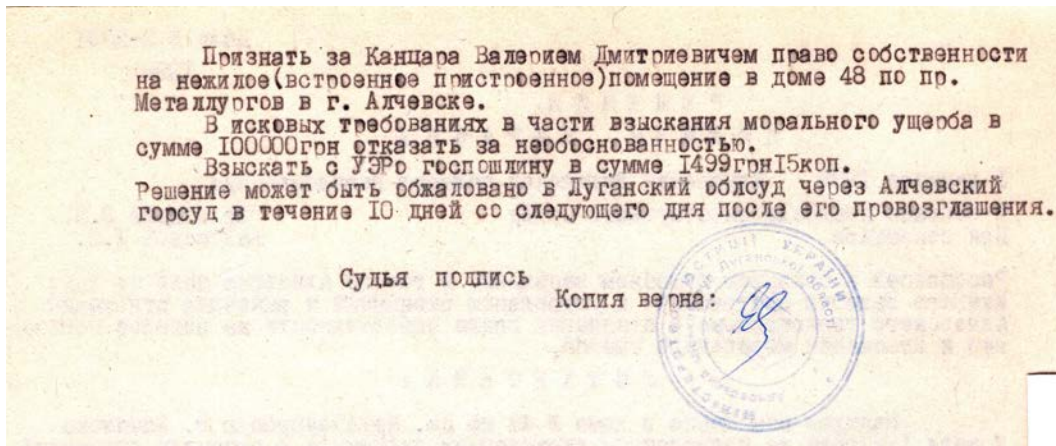 Признать за Канцара Валерием Дмитриевичем право собственности
на нежилое(встроенное пристроенное)помещение в доме 48 по пр.
Металлургов в г. Алчевске.
В исковых требованиях в части взыскания морального ущерба в
сумме 100000грн отказать за необоснованностью.
Взыскать с УЭРо госпошлину в сумме 1499грн15коп.
Решение может быть обжаловано в Луганский облсуд через Алчевский
горсуд в течение 10 дней со следующего дня после его провозглашения.
Судья подпись
Копия верна:
УКРАЇНИ